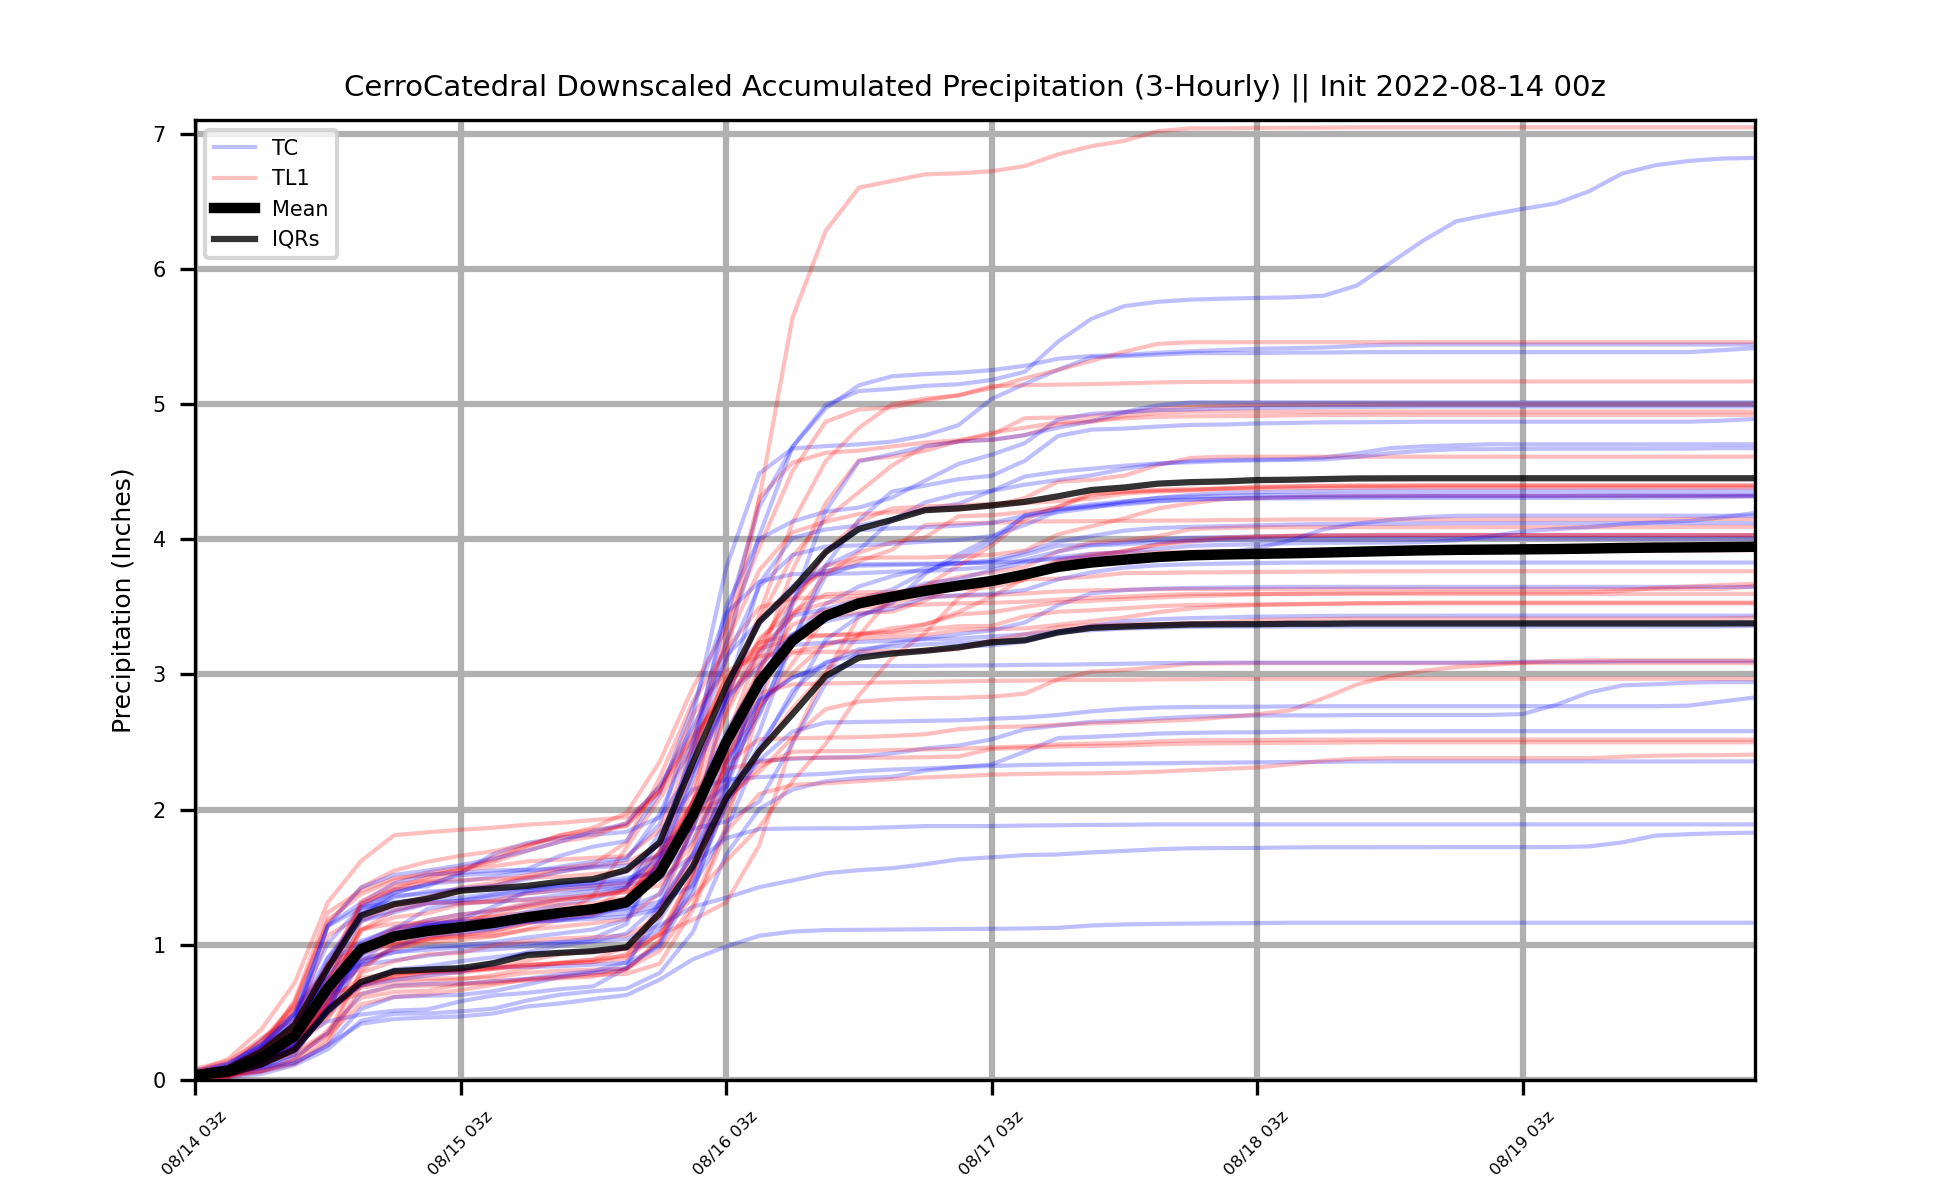 CerroCatedral Downscaled Accumulated Precipitation (3-Hourly) || Init 2022-08-14 00z
TC
TL1
Mean
IQRs
Precipitation (Inches)
7
6
5
4
3
2
1
0
08/14 03z
08/15 03z
08/16 03z
08/17 03z
08/18 03z
08/19 03z